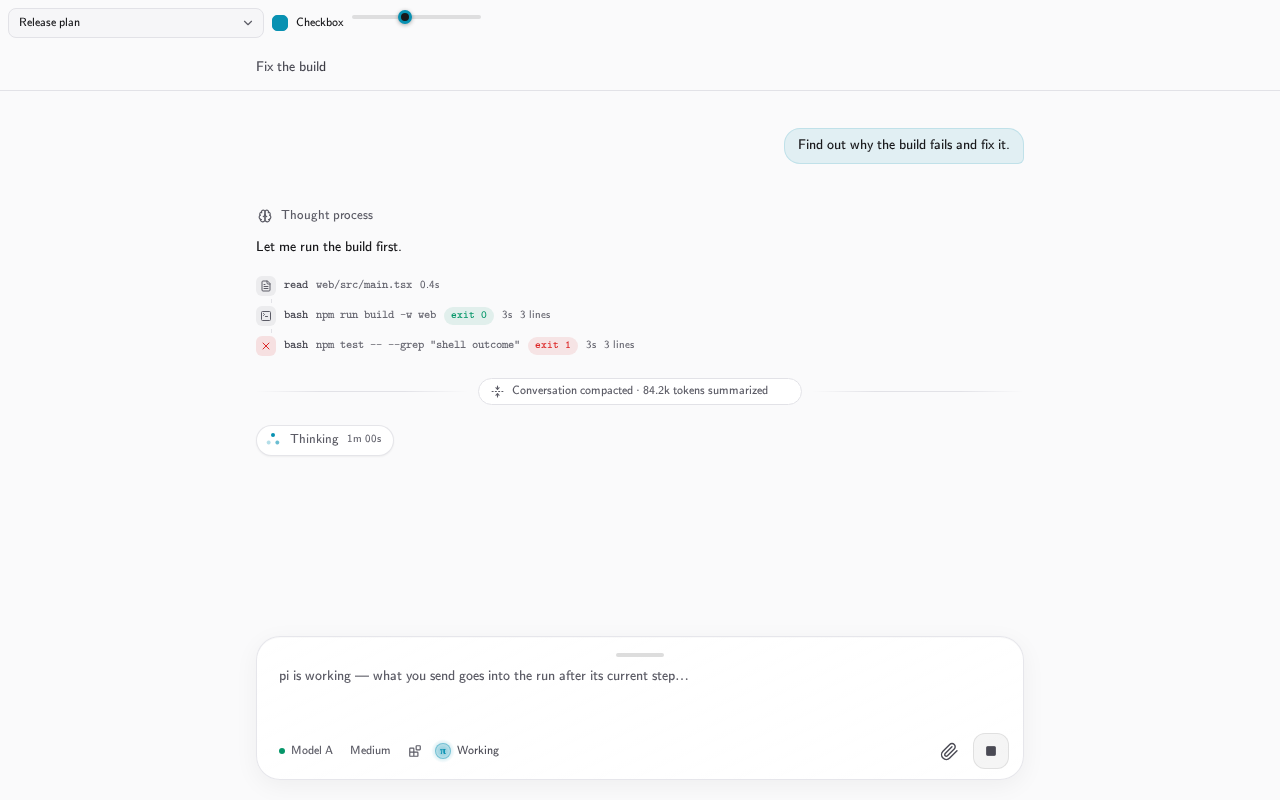 Release plan
Checkbox
Fix the build
Find out why the build fails and fix it.
Thought process
Let me run the build first.
read web/src/main.tsx 0.4s
bash npm run build -w web exit 0 3s 3 lines
bash npm test -- --grep "shell outcome" exit 1 3s 3 lines
Conversation compacted · 84.2k tokens summarized
Thinking 1m 00s
pi is working — what you send goes into the run after its current step…
Model A Medium π Working